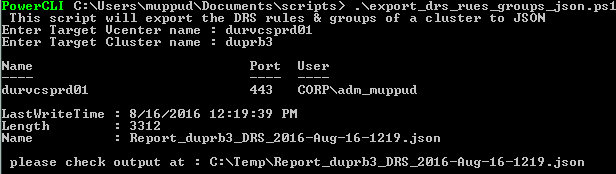 PowerCLI C:\Users\muppud\Documents\scripts> .\export_drs_rues_groups_json.ps1
This script will export the DRS rules & groups of a cluster to JSON
Enter Target Vcenter name : durvcsprd01
Enter Target Cluster name : duprb3
Name Port User
---- ---- ----
durvcsprd01 443 CORP\adm_muppud
LastWriteTime : 8/16/2016 12:19:39 PM
Length : 3312
Name : Report_duprb3_DRS_2016-Aug-16-1219.json
please check output at : C:\Temp\Report_duprb3_DRS_2016-Aug-16-1219.json